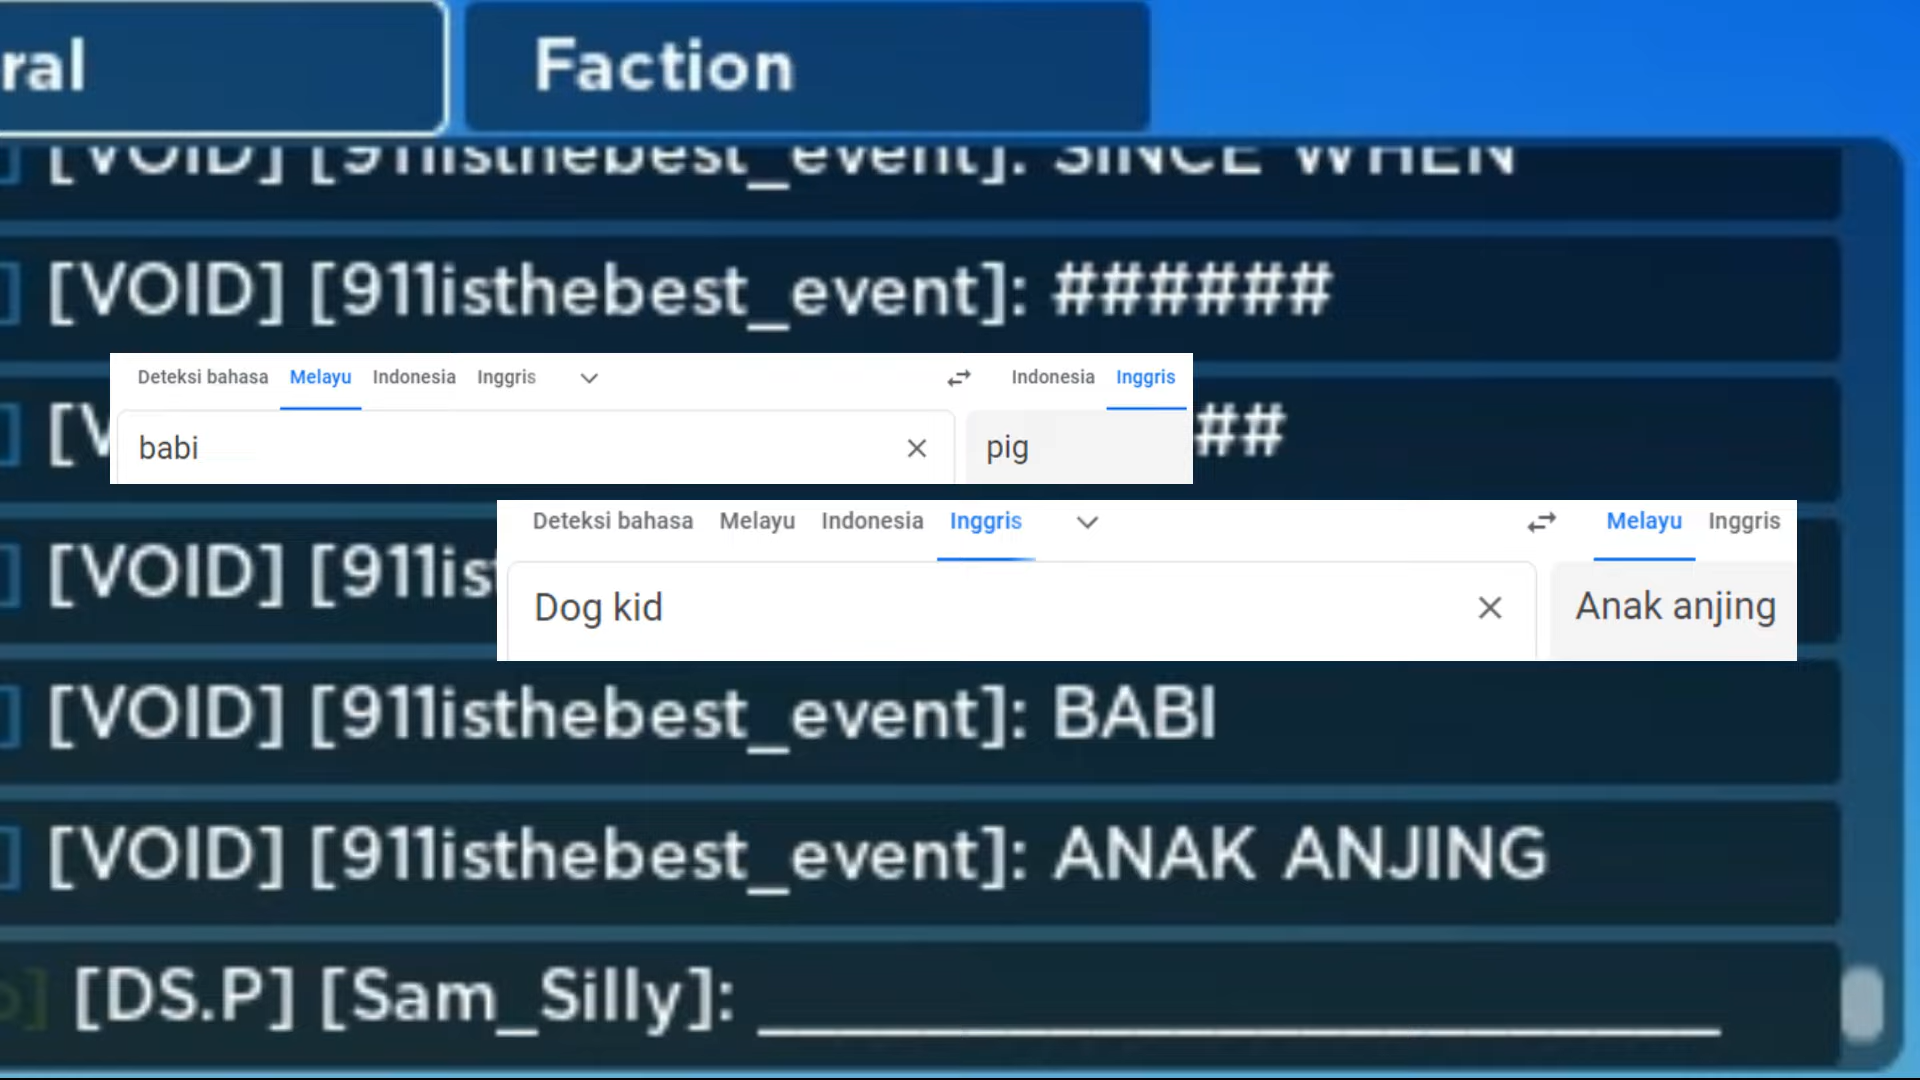 ral Faction
] [VOID] [911isthebest_event]: SINCE WHEN
] [VOID] [911isthebest_event]: ######
Deteksi bahasa Melayu Indonesia Inggris Indonesia Inggris
] [V ##
babi pig
Deteksi bahasa Melayu Indonesia Inggris Melayu Inggris
] [VOID] [911is
Dog kid Anak anjing
] [VOID] [911isthebest_event]: BABI
] [VOID] [911isthebest_event]: ANAK ANJING
] [DS.P] [Sam_Silly]: ____________________